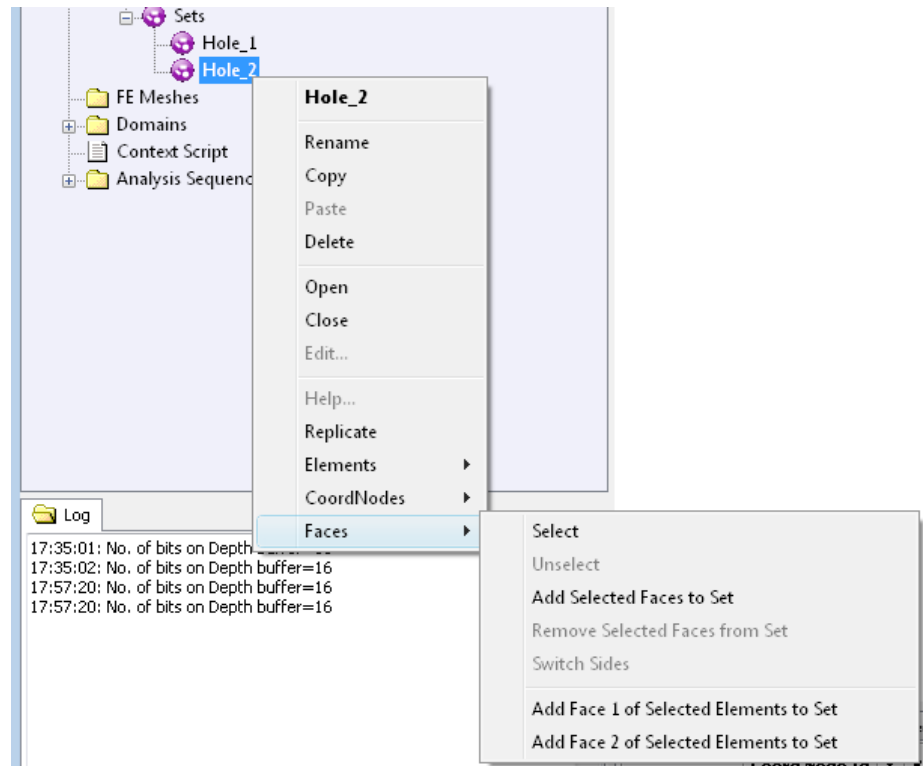 Sets
Hole_1
Hole_2
FE Meshes
Domains
Context Script
Analysis Sequenc
Hole_2
Rename
Copy
Paste
Delete
Open
Close
Edit...
Help...
Replicate
Elements
CoordNodes
Faces
Log
17:35:01: No. of bits on Depth
17:35:02: No. of bits on Depth buffer=16
17:57:20: No. of bits on Depth buffer=16
17:57:20: No. of bits on Depth buffer=16
Select
Unselect
Add Selected Faces to Set
Remove Selected Faces from Set
Switch Sides
Add Face 1 of Selected Elements to Set
Add Face 2 of Selected Elements to Set